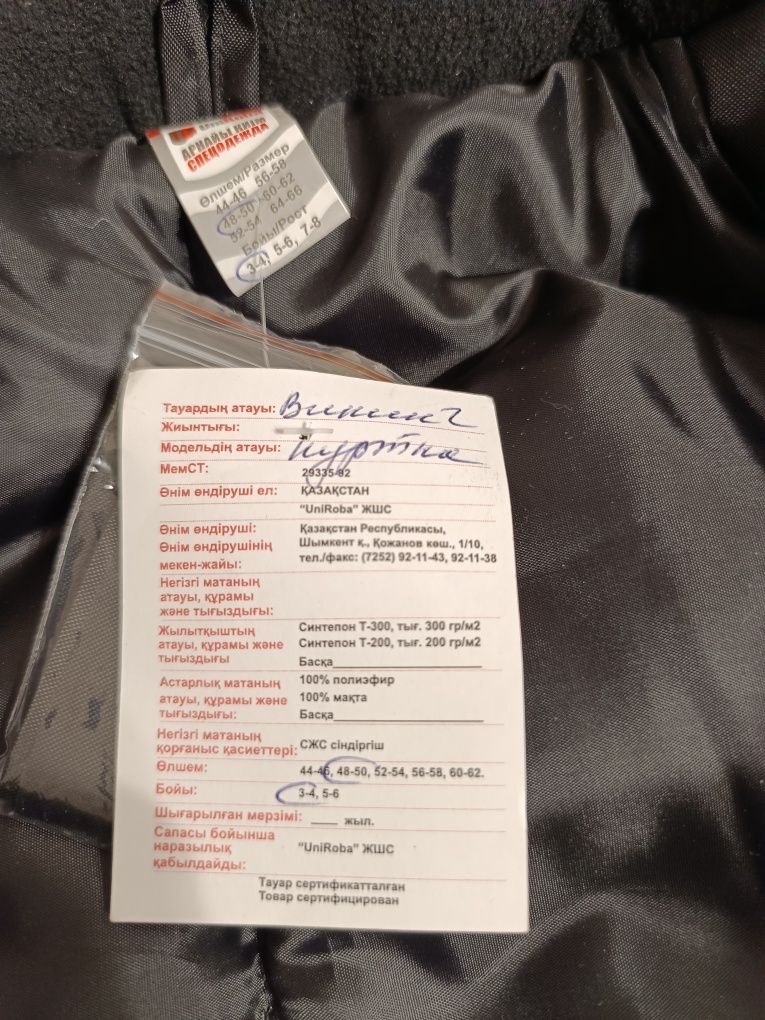 АРНАЙЫ КИІМ
СПЕЦОДЕЖДА
Өлшем/Размер
44-46 56-58
48-50 60-62
52-54 64-66
Бойы/Рост
3-4, 5-6, 7-8
Тауардың атауы: Викинг
Жиынтығы:
Модельдің атауы: куртка
МемСТ: 29335-92
Өнім өндіруші ел: ҚАЗАҚСТАН
"UniRoba" ЖШС
Өнім өндіруші: Қазақстан Республикасы,
Өнім өндірушінің Шымкент қ., Қожанов көш., 1/10,
мекен-жайы: тел./факс: (7252) 92-11-43, 92-11-38
Негізгі матаның
атауы, құрамы
және тығыздығы:
Жылытқыштың Синтепон Т-300, тығ. 300 гр/м2
атауы, құрамы және Синтепон Т-200, тығ. 200 гр/м2
тығыздығы Басқа
Астарлық матаның 100% полиэфир
атауы, құрамы және 100% мақта
тығыздығы: Басқа
Негізгі матаның
қорғаныс қасиеттері: СЖС сіңдіргіш
Өлшем: 44-46, 48-50, 52-54, 56-58, 60-62.
Бойы: 3-4, 5-6
Шығарылған мерзімі: ____ жыл.
Сапасы бойынша
наразылық "UniRoba" ЖШС
қабылдайды:
Тауар сертификатталған
Товар сертифицирован